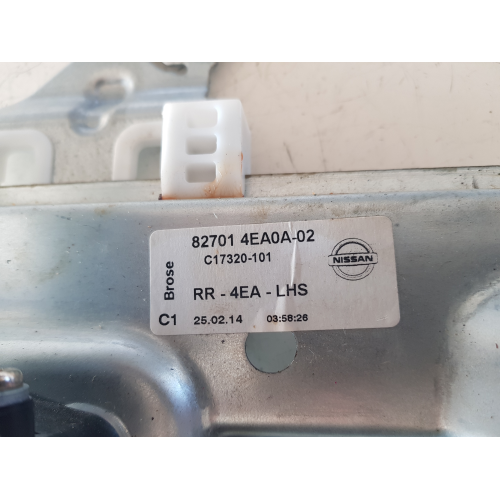 82701 4EA0A-02
C17320-101
NISSAN
Brose
RR - 4EA - LHS
C1 25.02.14 03:58:26